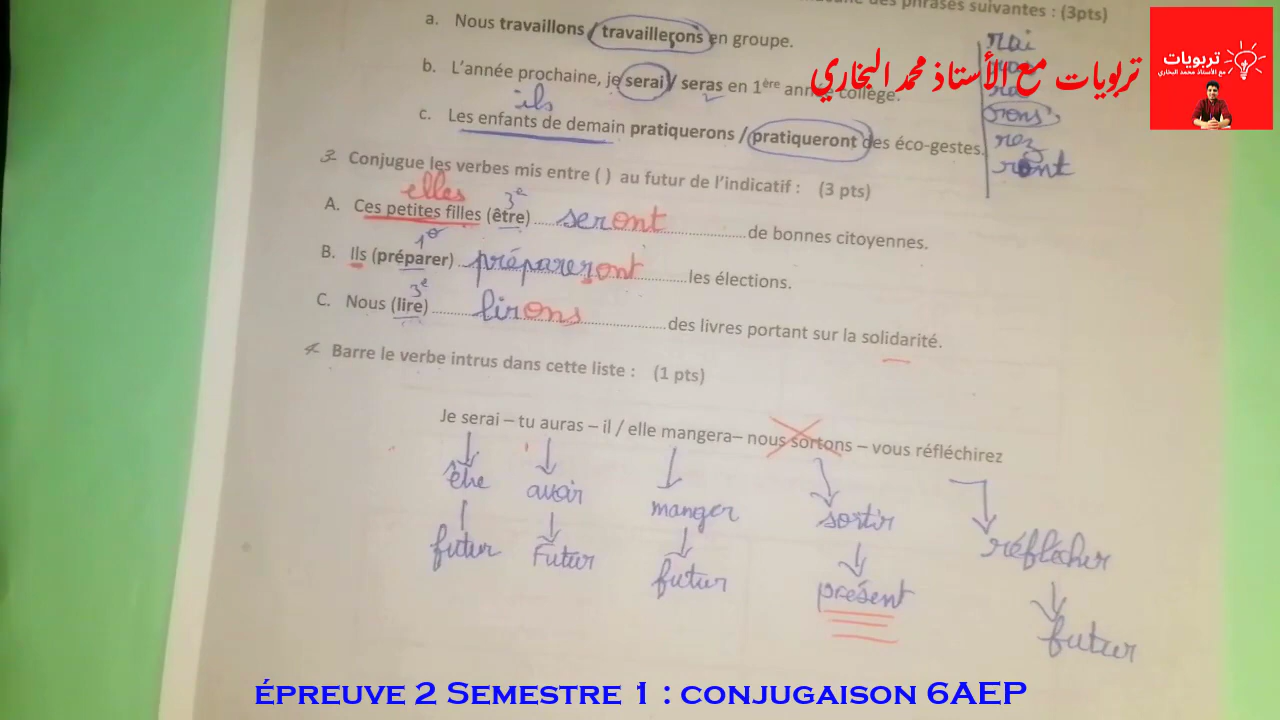 des phrases suivantes : (3pts)
a. Nous travaillons / travaillerons en groupe.
rai
b. L'année prochaine, je serai / seras en 1ère année collège.
تربويات مع الأستاذ محمد البخاري
تربويات
مع الأستاذ محمد البخاري
ils
rons
c. Les enfants de demain pratiquerons / pratiqueront des éco-gestes.
rez
ront
3. Conjugue les verbes mis entre ( ) au futur de l'indicatif : (3 pts)
elles 3e
A. Ces petites filles (être) ...... seront ...... de bonnes citoyennes.
1e
B. Ils (préparer) ...... prépareront ...... les élections.
3e
C. Nous (lire) ...... lirons ...... des livres portant sur la solidarité.
4. Barre le verbe intrus dans cette liste : (1 pts)
Je serai – tu auras – il / elle mangera– nous sortons – vous réfléchirez
être avoir manger sortir réfléchir
futur Futur futur présent futur
épreuve 2 Semestre 1 : conjugaison 6AEP